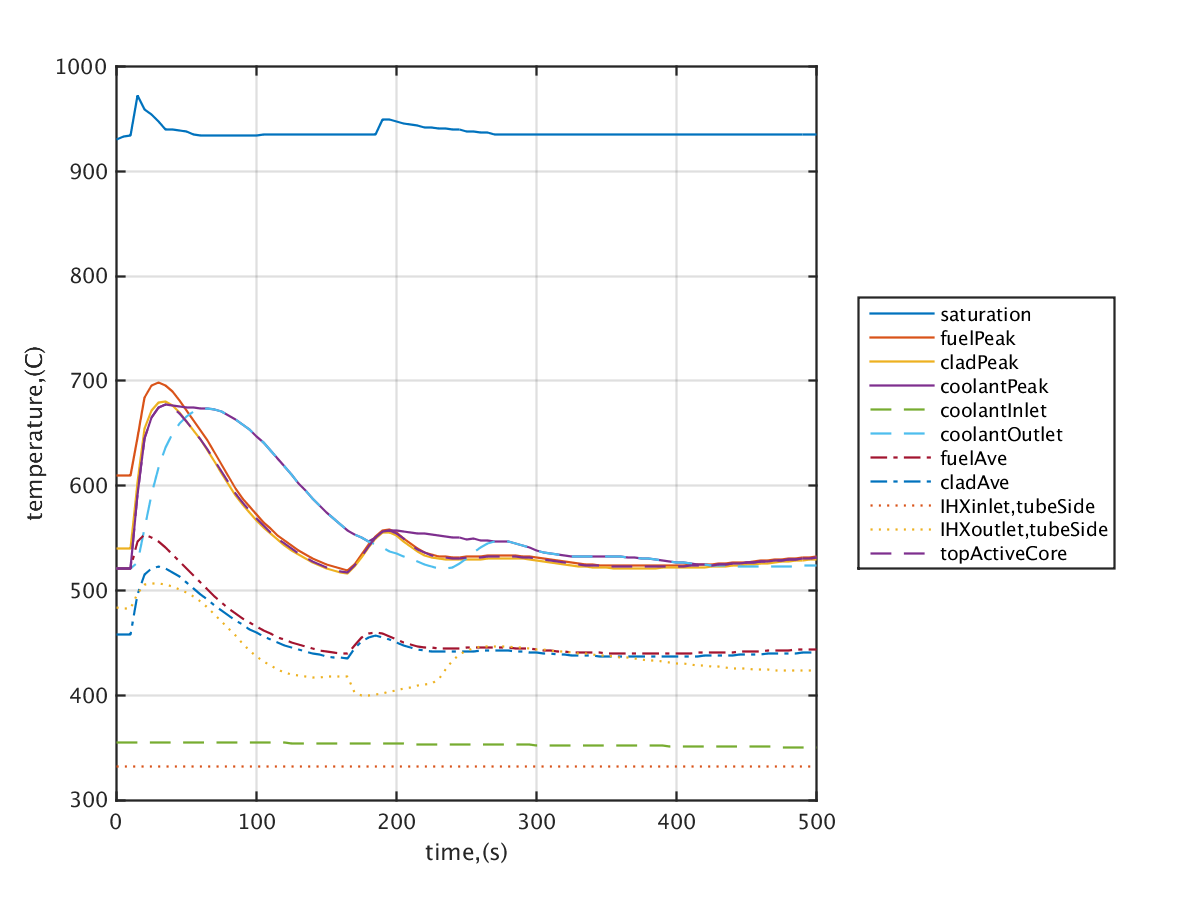 1000
900
800
700
600
500
400
300
temperature,(C)
0 100 200 300 400 500
time,(s)
saturation
fuelPeak
cladPeak
coolantPeak
coolantInlet
coolantOutlet
fuelAve
cladAve
IHXinlet,tubeSide
IHXoutlet,tubeSide
topActiveCore